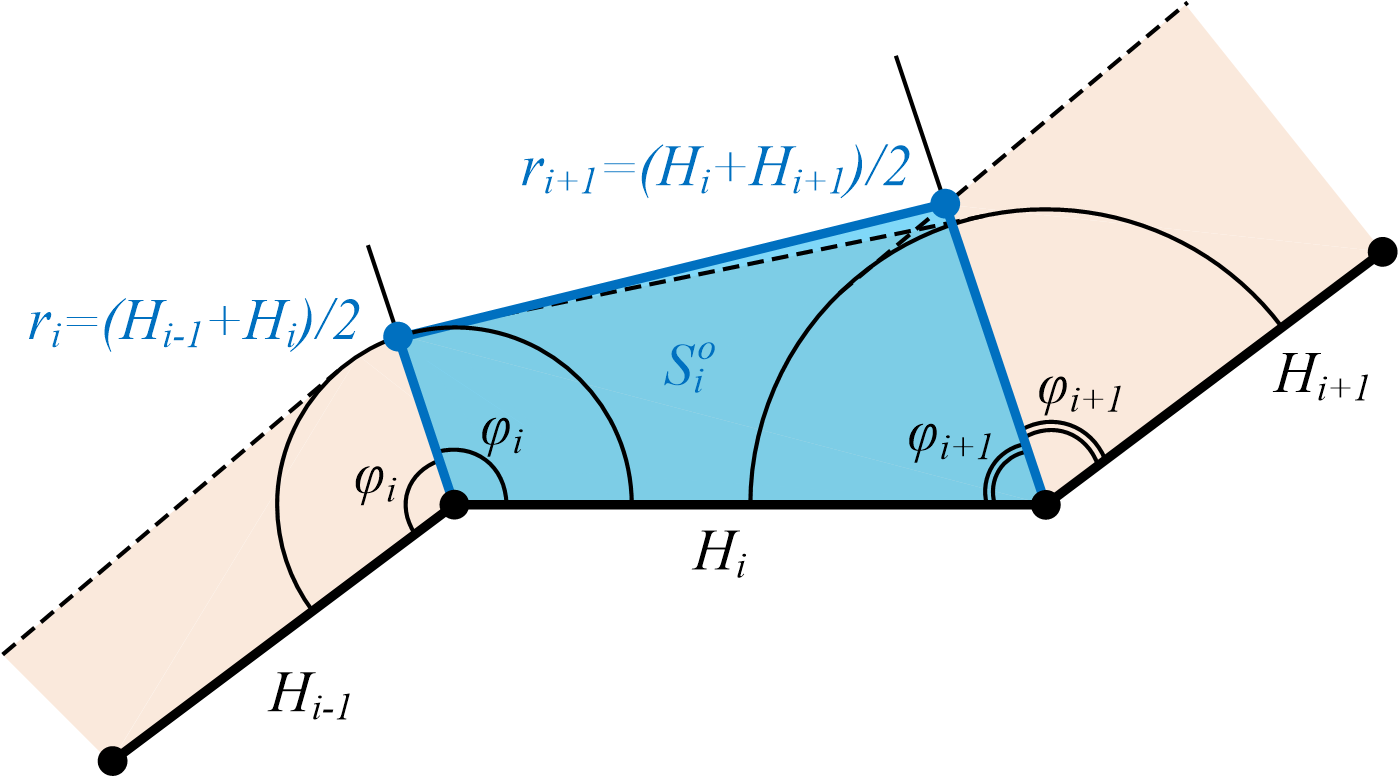 r_{i+1}=(H_i+H_{i+1})/2
r_i=(H_{i-1}+H_i)/2
S_i^o
H_{i+1}
φ_{i+1}
φ_i
φ_{i+1}
φ_i
H_i
H_{i-1}